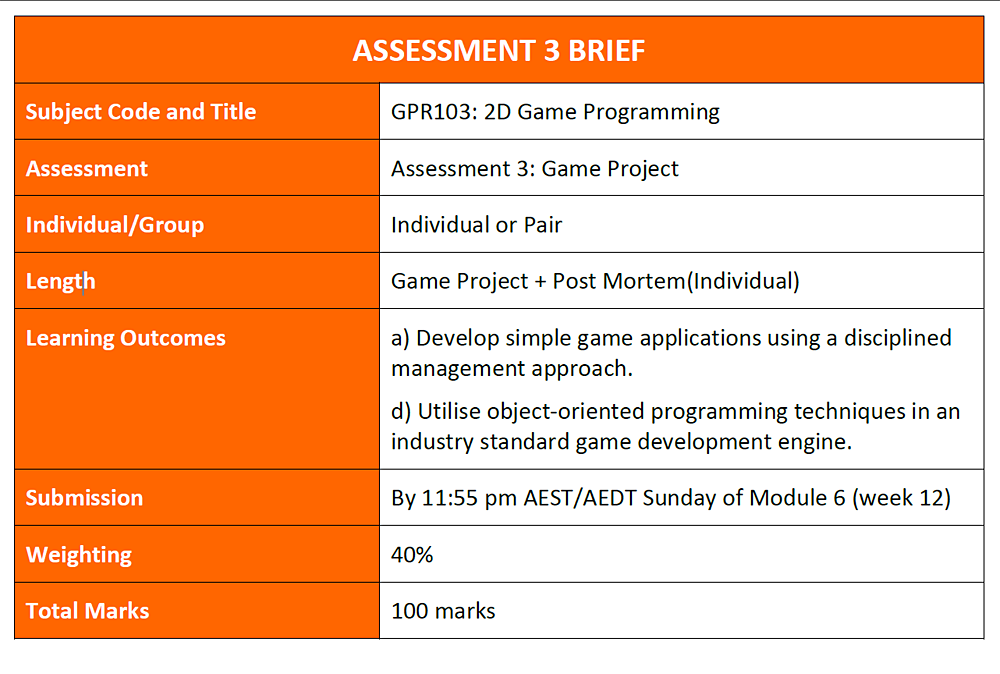 ASSESSMENT 3 BRIEF
Subject Code and Title
GPR103: 2D Game Programming
Assessment
Assessment 3: Game Project
Individual/Group
Individual or Pair
Length
Game Project + Post Mortem(Individual)
Learning Outcomes
a) Develop simple game applications using a disciplined
management approach.
d) Utilise object-oriented programming techniques in an
industry standard game development engine.
Submission
By 11:55 pm AEST/AEDT Sunday of Module 6 (week 12)
Weighting
40%
Total Marks
100 marks